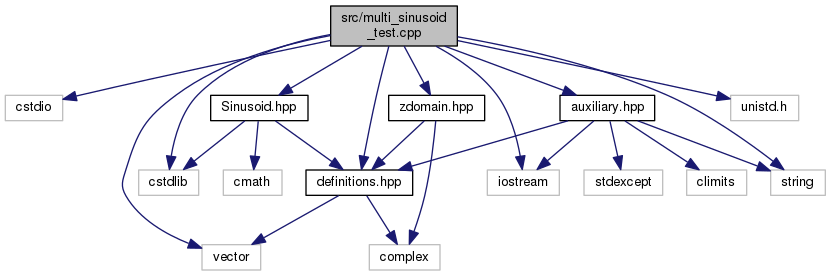 src/multi_sinusoid
_test.cpp
cstdio
Sinusoid.hpp
zdomain.hpp
auxiliary.hpp
unistd.h
cstdlib
cmath
definitions.hpp
iostream
stdexcept
climits
string
vector
complex